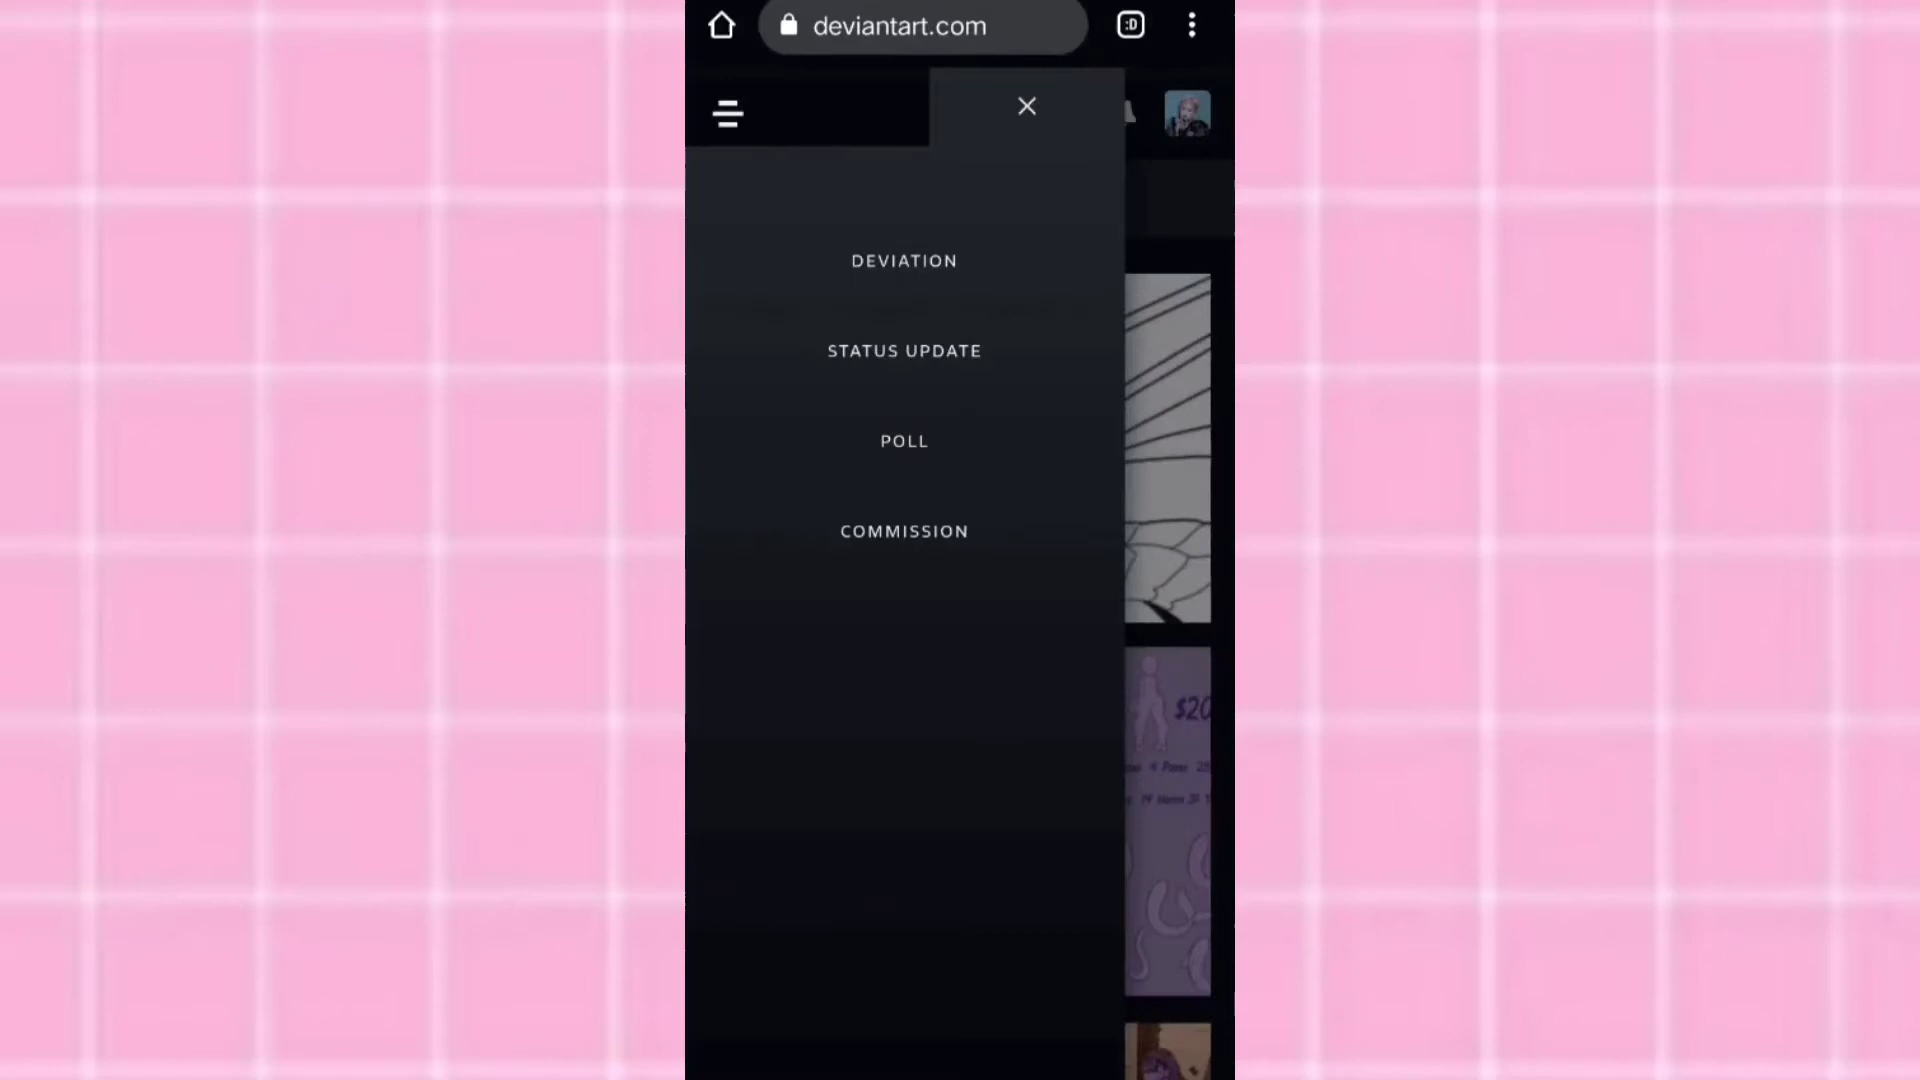 deviantart.com
:D
DEVIATION
STATUS UPDATE
POLL
COMMISSION
$20